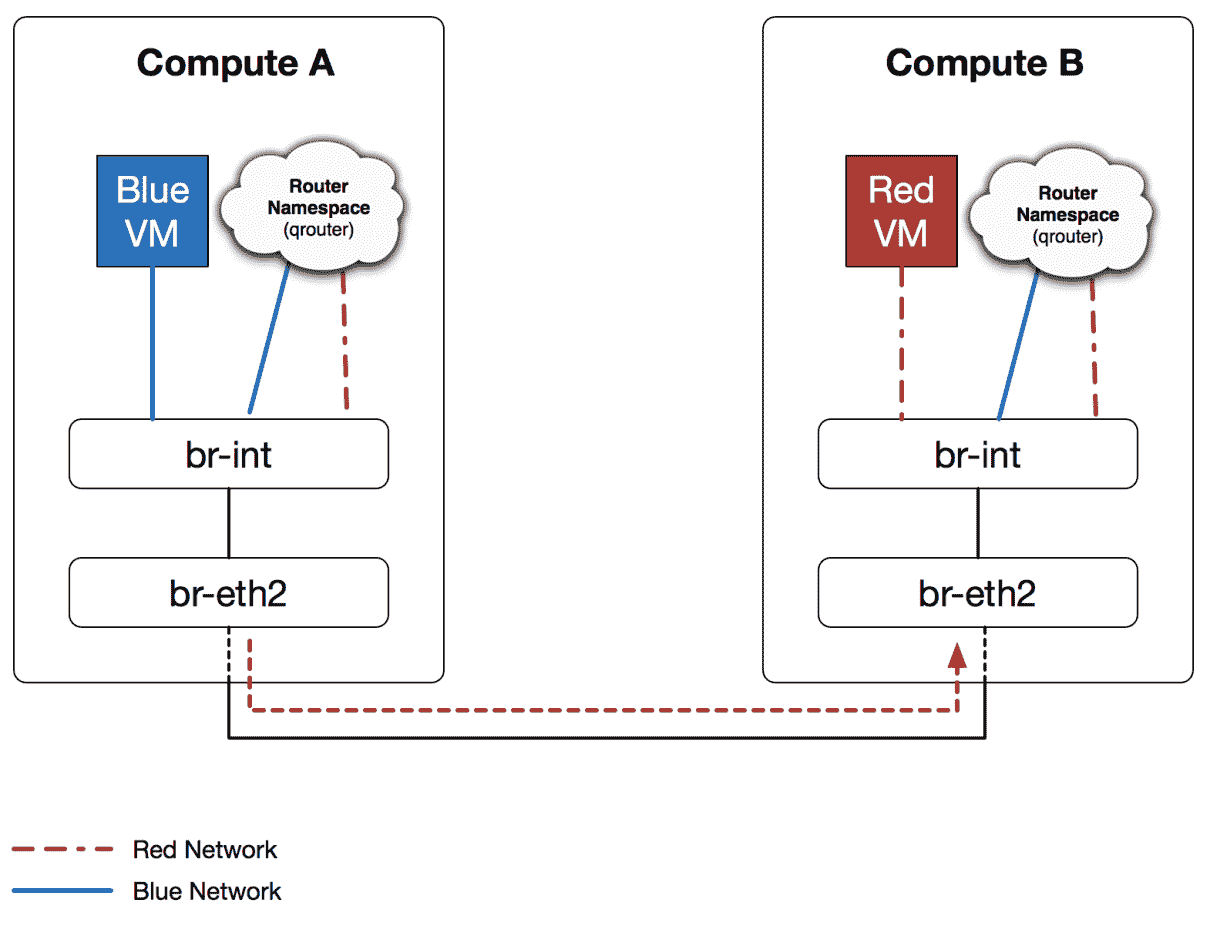 Compute A
Blue
VM
Router
Namespace
(qrouter)
br-int
br-eth2
Compute B
Red
VM
Router
Namespace
(qrouter)
br-int
br-eth2
Red Network
Blue Network